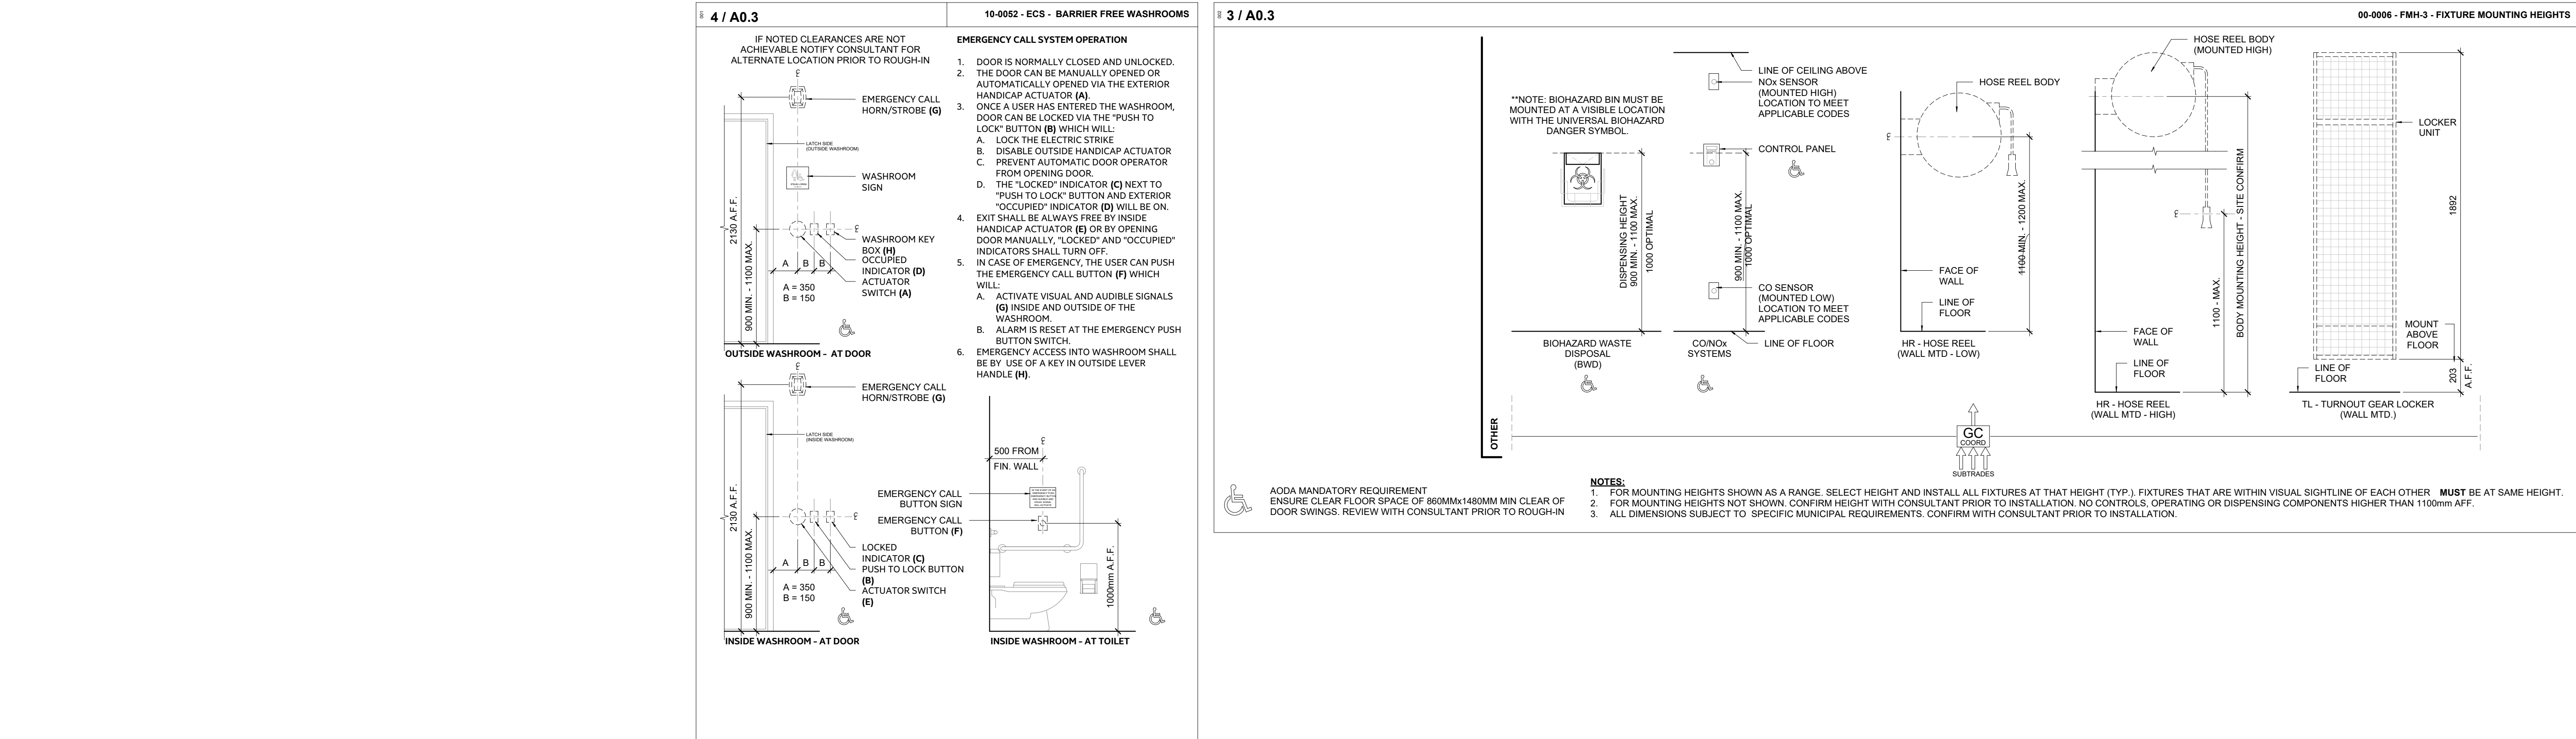 001
4 / A0.3
10-0052 - ECS - BARRIER FREE WASHROOMS
IF NOTED CLEARANCES ARE NOT
ACHIEVABLE NOTIFY CONSULTANT FOR
ALTERNATE LOCATION PRIOR TO ROUGH-IN
EMERGENCY CALL
HORN/STROBE (G)
LATCH SIDE
(OUTSIDE WASHROOM)
WASHROOM
SIGN
2130 A.F.F.
900 MIN. - 1100 MAX.
A
B
B
A = 350
B = 150
WASHROOM KEY
BOX (H)
OCCUPIED
INDICATOR (D)
ACTUATOR
SWITCH (A)
OUTSIDE WASHROOM – AT DOOR
EMERGENCY CALL
HORN/STROBE (G)
LATCH SIDE
(INSIDE WASHROOM)
2130 A.F.F.
900 MIN. - 1100 MAX.
A
B
B
A = 350
B = 150
LOCKED
INDICATOR (C)
PUSH TO LOCK BUTTON
(B)
ACTUATOR SWITCH
(E)
INSIDE WASHROOM – AT DOOR
EMERGENCY CALL SYSTEM OPERATION
1. DOOR IS NORMALLY CLOSED AND UNLOCKED.
2. THE DOOR CAN BE MANUALLY OPENED OR
AUTOMATICALLY OPENED VIA THE EXTERIOR
HANDICAP ACTUATOR (A).
3. ONCE A USER HAS ENTERED THE WASHROOM,
DOOR CAN BE LOCKED VIA THE "PUSH TO
LOCK" BUTTON (B) WHICH WILL:
A. LOCK THE ELECTRIC STRIKE
B. DISABLE OUTSIDE HANDICAP ACTUATOR
C. PREVENT AUTOMATIC DOOR OPERATOR
FROM OPENING DOOR.
D. THE "LOCKED" INDICATOR (C) NEXT TO
"PUSH TO LOCK" BUTTON AND EXTERIOR
"OCCUPIED" INDICATOR (D) WILL BE ON.
4. EXIT SHALL BE ALWAYS FREE BY INSIDE
HANDICAP ACTUATOR (E) OR BY OPENING
DOOR MANUALLY, "LOCKED" AND "OCCUPIED"
INDICATORS SHALL TURN OFF.
5. IN CASE OF EMERGENCY, THE USER CAN PUSH
THE EMERGENCY CALL BUTTON (F) WHICH
WILL:
A. ACTIVATE VISUAL AND AUDIBLE SIGNALS
(G) INSIDE AND OUTSIDE OF THE
WASHROOM.
B. ALARM IS RESET AT THE EMERGENCY PUSH
BUTTON SWITCH.
6. EMERGENCY ACCESS INTO WASHROOM SHALL
BE BY USE OF A KEY IN OUTSIDE LEVER
HANDLE (H).
500 FROM
FIN. WALL
EMERGENCY CALL
BUTTON SIGN
EMERGENCY CALL
BUTTON (F)
1000mm A.F.F.
INSIDE WASHROOM – AT TOILET
002
3 / A0.3
00-0006 - FMH-3 - FIXTURE MOUNTING HEIGHTS
OTHER
**NOTE: BIOHAZARD BIN MUST BE
MOUNTED AT A VISIBLE LOCATION
WITH THE UNIVERSAL BIOHAZARD
DANGER SYMBOL.
DISPENSING HEIGHT
900 MIN. - 1100 MAX.
1000 OPTIMAL
BIOHAZARD WASTE
DISPOSAL
(BWD)
LINE OF CEILING ABOVE
NOx SENSOR
(MOUNTED HIGH)
LOCATION TO MEET
APPLICABLE CODES
CONTROL PANEL
900 MIN. - 1100 MAX.
1000 OPTIMAL
CO SENSOR
(MOUNTED LOW)
LOCATION TO MEET
APPLICABLE CODES
LINE OF FLOOR
CO/NOx
SYSTEMS
HOSE REEL BODY
1100 MIN. - 1200 MAX.
FACE OF
WALL
LINE OF
FLOOR
HR - HOSE REEL
(WALL MTD - LOW)
HOSE REEL BODY
(MOUNTED HIGH)
1100 - MAX.
BODY MOUNTING HEIGHT - SITE CONFIRM
FACE OF
WALL
LINE OF
FLOOR
HR - HOSE REEL
(WALL MTD - HIGH)
LOCKER
UNIT
1892
MOUNT
ABOVE
FLOOR
203
A.F.F.
LINE OF
FLOOR
TL - TURNOUT GEAR LOCKER
(WALL MTD.)
GC
COORD
SUBTRADES
AODA MANDATORY REQUIREMENT
ENSURE CLEAR FLOOR SPACE OF 860MMx1480MM MIN CLEAR OF
DOOR SWINGS. REVIEW WITH CONSULTANT PRIOR TO ROUGH-IN
NOTES:
1. FOR MOUNTING HEIGHTS SHOWN AS A RANGE. SELECT HEIGHT AND INSTALL ALL FIXTURES AT THAT HEIGHT (TYP.). FIXTURES THAT ARE WITHIN VISUAL SIGHTLINE OF EACH OTHER MUST BE AT SAME HEIGHT.
2. FOR MOUNTING HEIGHTS NOT SHOWN. CONFIRM HEIGHT WITH CONSULTANT PRIOR TO INSTALLATION. NO CONTROLS, OPERATING OR DISPENSING COMPONENTS HIGHER THAN 1100mm AFF.
3. ALL DIMENSIONS SUBJECT TO SPECIFIC MUNICIPAL REQUIREMENTS. CONFIRM WITH CONSULTANT PRIOR TO INSTALLATION.